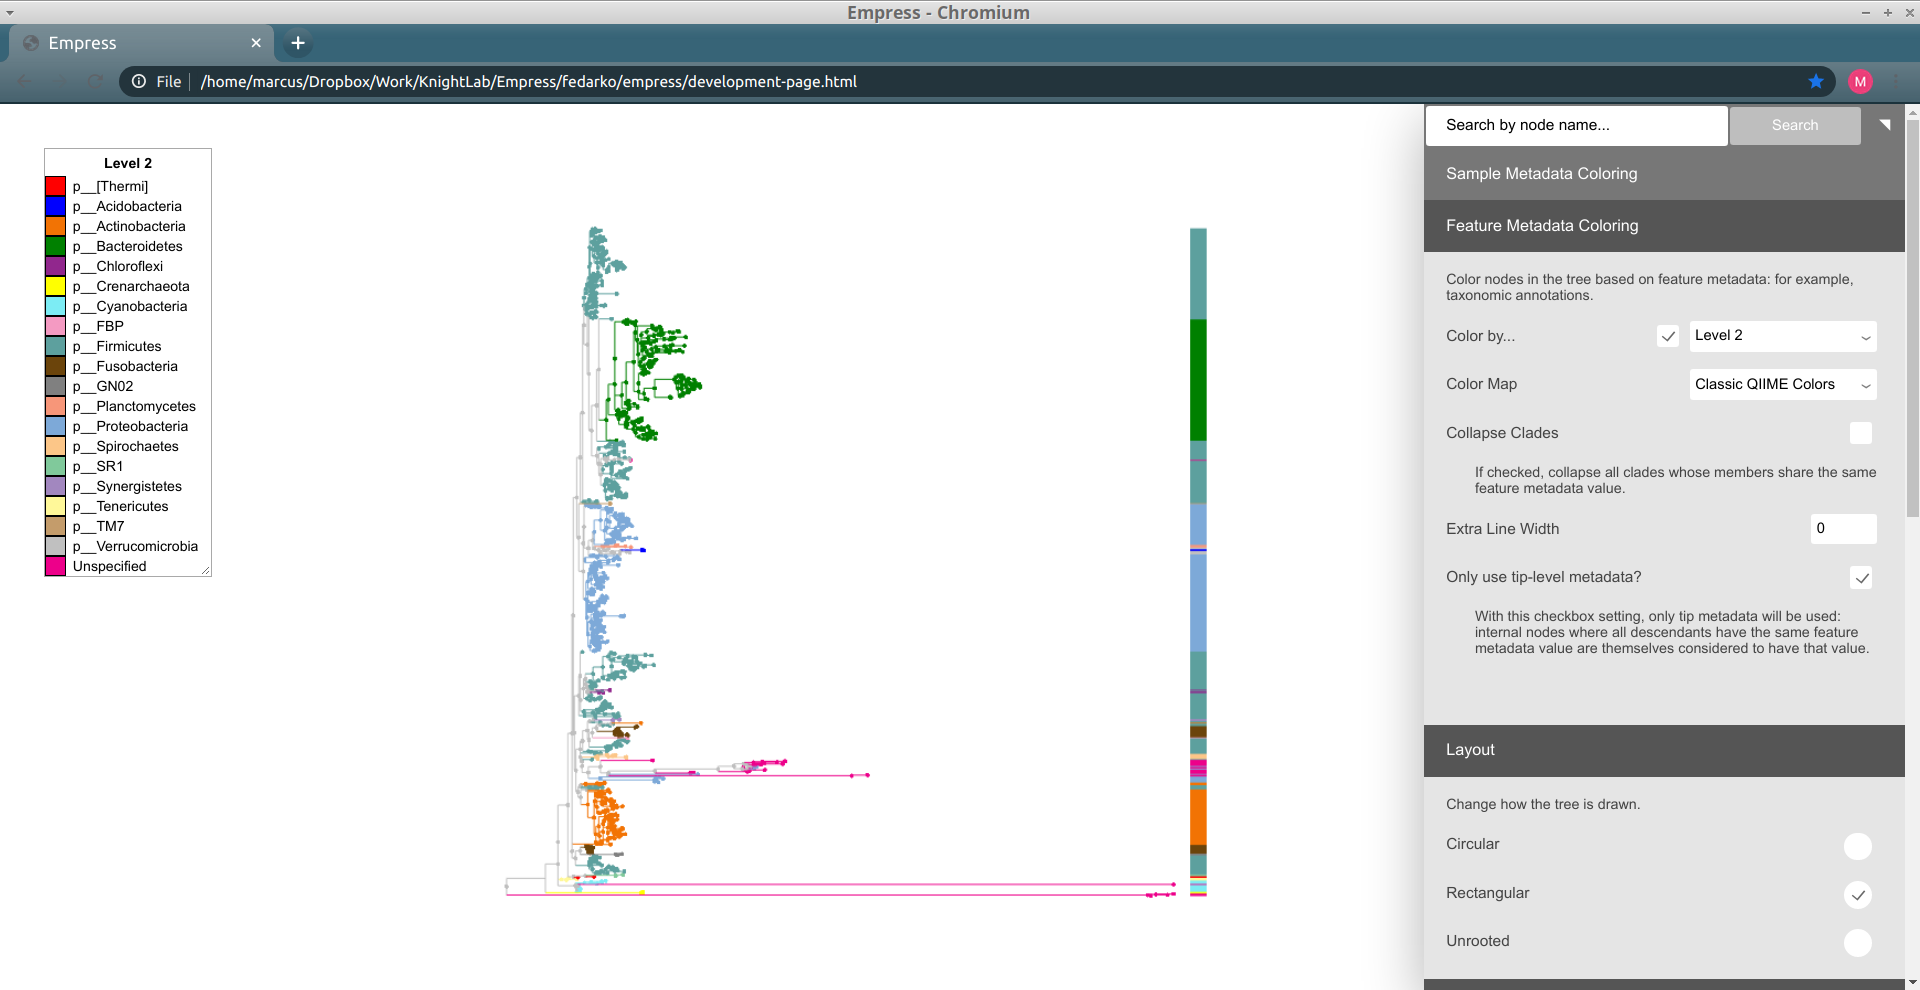 Empress - Chromium
Empress
File
/home/marcus/Dropbox/Work/KnightLab/Empress/fedarko/empress/development-page.html
M
Level 2
p__[Thermi]
p__Acidobacteria
p__Actinobacteria
p__Bacteroidetes
p__Chloroflexi
p__Crenarchaeota
p__Cyanobacteria
p__FBP
p__Firmicutes
p__Fusobacteria
p__GN02
p__Planctomycetes
p__Proteobacteria
p__Spirochaetes
p__SR1
p__Synergistetes
p__Tenericutes
p__TM7
p__Verrucomicrobia
Unspecified
Search by node name...
Search
Sample Metadata Coloring
Feature Metadata Coloring
Color nodes in the tree based on feature metadata: for example,
taxonomic annotations.
Color by...
Level 2
Color Map
Classic QIIME Colors
Collapse Clades
If checked, collapse all clades whose members share the same
feature metadata value.
Extra Line Width
0
Only use tip-level metadata?
With this checkbox setting, only tip metadata will be used:
internal nodes where all descendants have the same feature
metadata value are themselves considered to have that value.
Layout
Change how the tree is drawn.
Circular
Rectangular
Unrooted